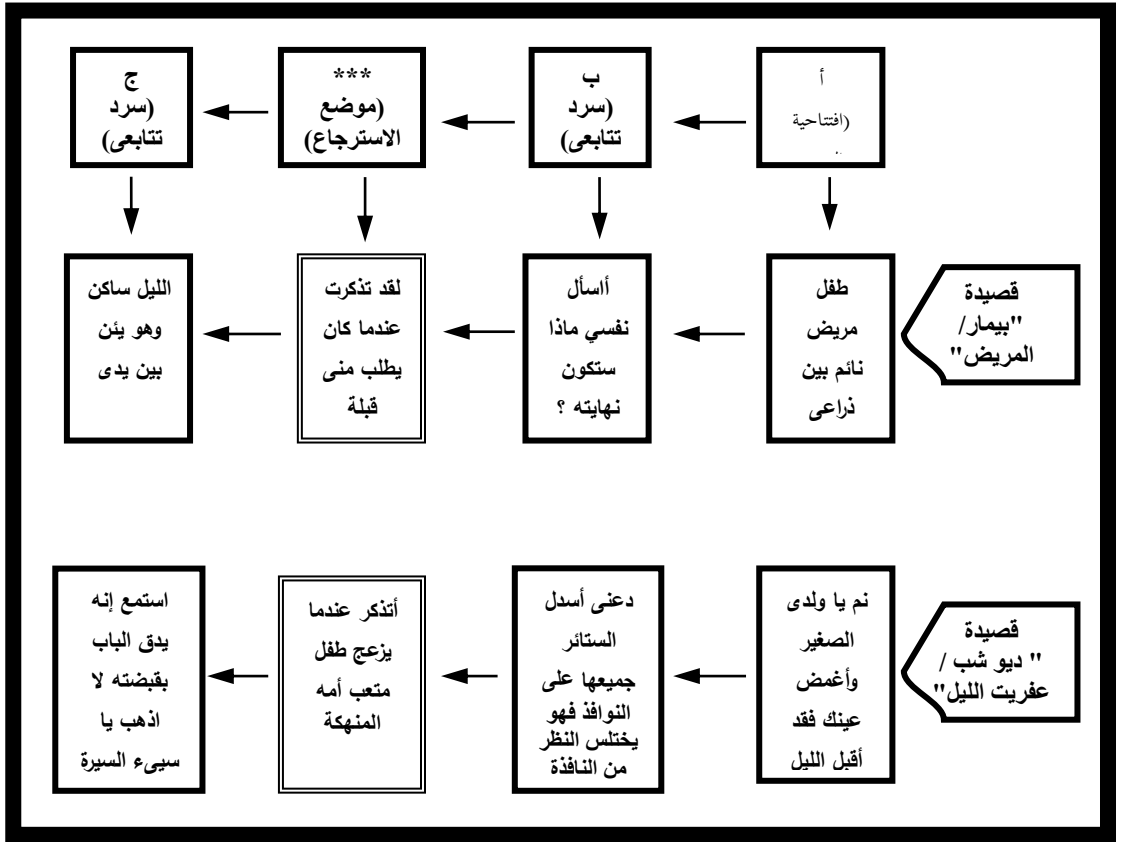 أ
(افتتاحية
ب
(سرد
تتابعى)
***
(موضع
الاسترجاع)
ج
(سرد
تتابعى)
قصيدة
"بيمار/
المريض"
طفل
مريض
نائم بين
ذراعى
أاسأل
نفسي ماذا
ستكون
نهايته ؟
لقد تذكرت
عندما كان
يطلب منى
قبلة
الليل ساكن
وهو يئن
بين يدى
قصيدة
" ديو شب /
عفريت الليل"
نم يا ولدى
الصغير
وأغمض
عينك فقد
أقبل الليل
دعنى أسدل
الستائر
جميعها على
النوافذ فهو
يختلس النظر
من النافذة
أتذكر عندما
يزعج طفل
متعب أمه
المنهكة
استمع إنه
يدق الباب
بقبضته لا
اذهب يا
سيىء السيرة